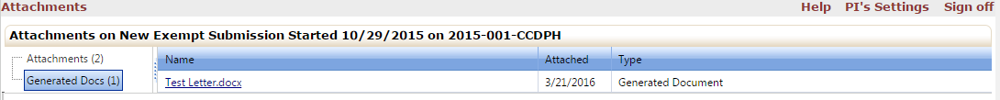 Attachments Help PI's Settings Sign off
Attachments on New Exempt Submission Started 10/29/2015 on 2015-001-CCDPH
Attachments (2)
Generated Docs (1)
Name Attached Type
Test Letter.docx 3/21/2016 Generated Document